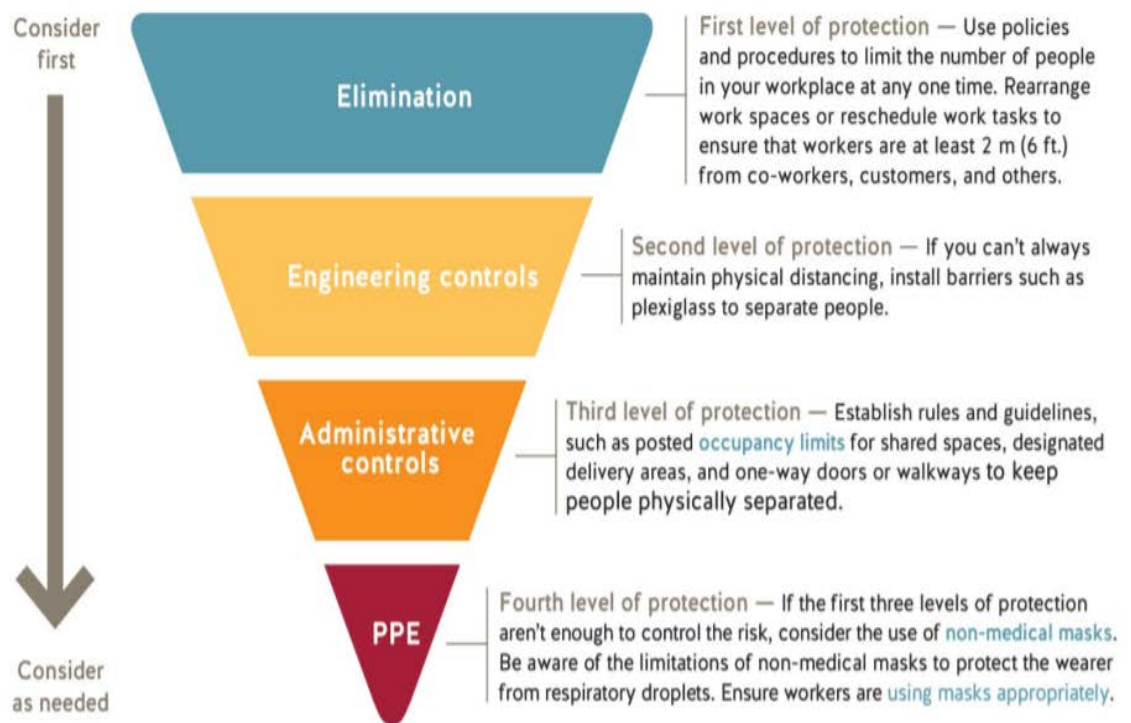 Consider
first
Elimination
First level of protection — Use policies
and procedures to limit the number of people
in your workplace at any one time. Rearrange
work spaces or reschedule work tasks to
ensure that workers are at least 2 m (6 ft.)
from co-workers, customers, and others.
Engineering controls
Second level of protection — If you can't always
maintain physical distancing, install barriers such as
plexiglass to separate people.
Administrative
controls
Third level of protection — Establish rules and guidelines,
such as posted occupancy limits for shared spaces, designated
delivery areas, and one-way doors or walkways to keep
people physically separated.
PPE
Fourth level of protection — If the first three levels of protection
aren't enough to control the risk, consider the use of non-medical masks.
Be aware of the limitations of non-medical masks to protect the wearer
from respiratory droplets. Ensure workers are using masks appropriately.
Consider
as needed